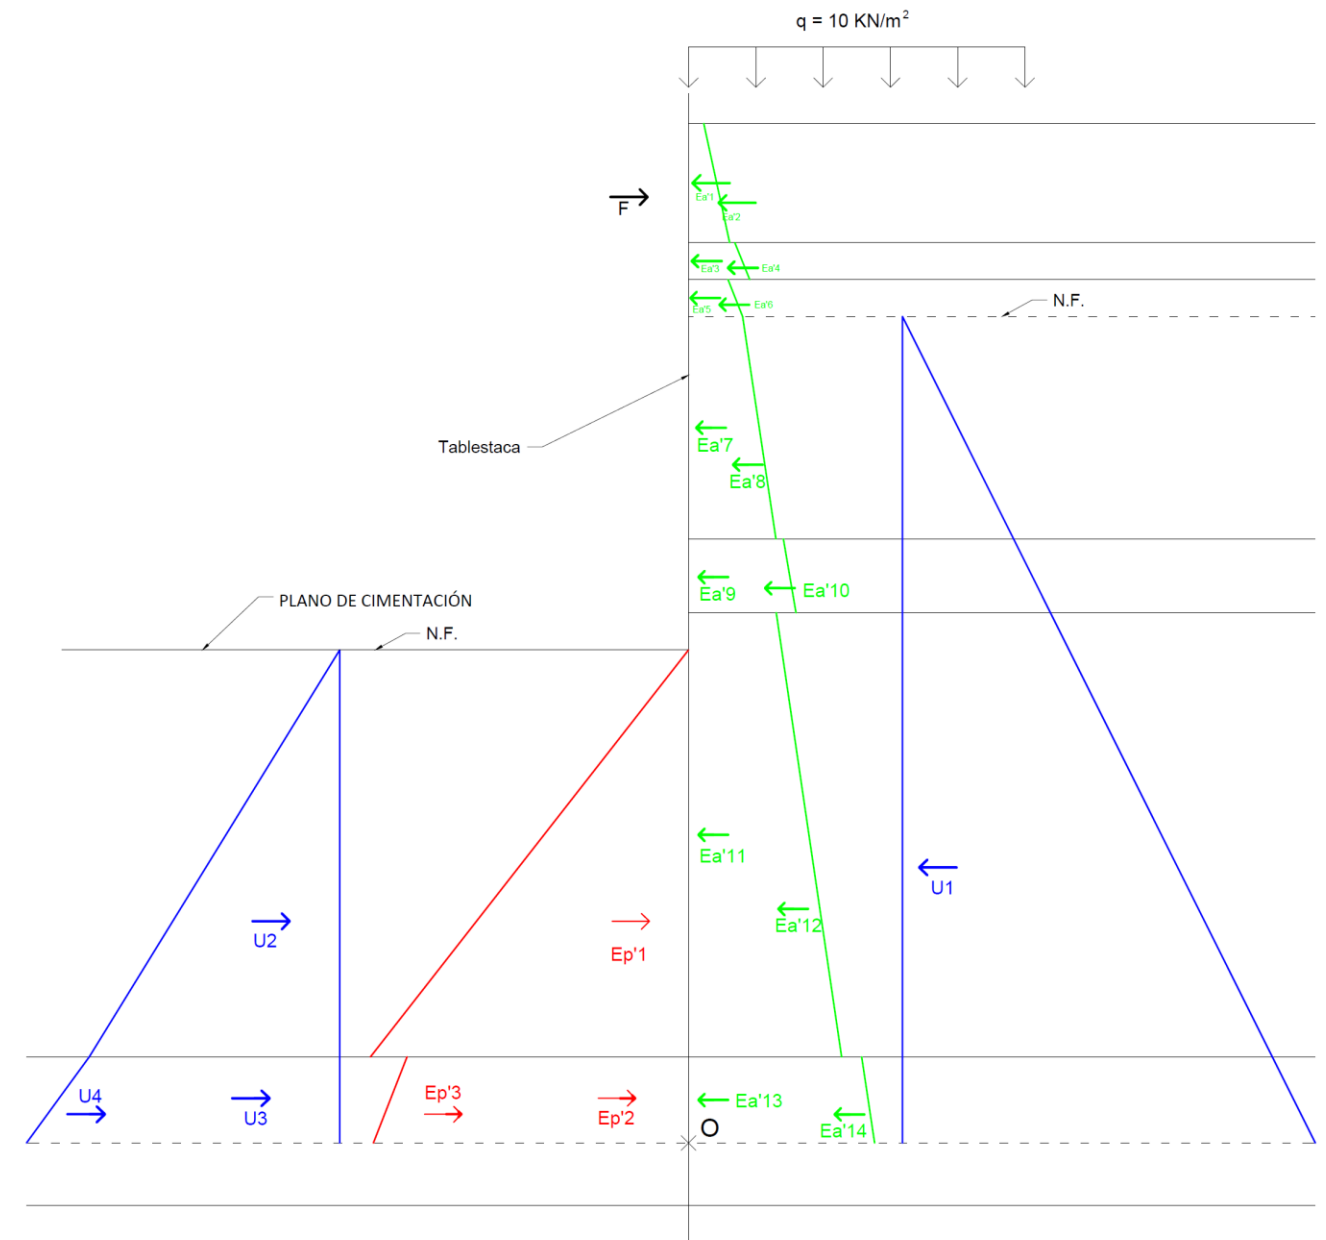 q = 10 KN/m²
F
Ea'1
Ea'2
Ea'3
Ea'4
Ea'5
Ea'6
N.F.
Tablestaca
Ea'7
Ea'8
PLANO DE CIMENTACIÓN
Ea'9
Ea'10
N.F.
Ea'11
U1
Ea'12
U2
Ep'1
U4
U3
Ep'3
Ep'2
Ea'13
O
Ea'14